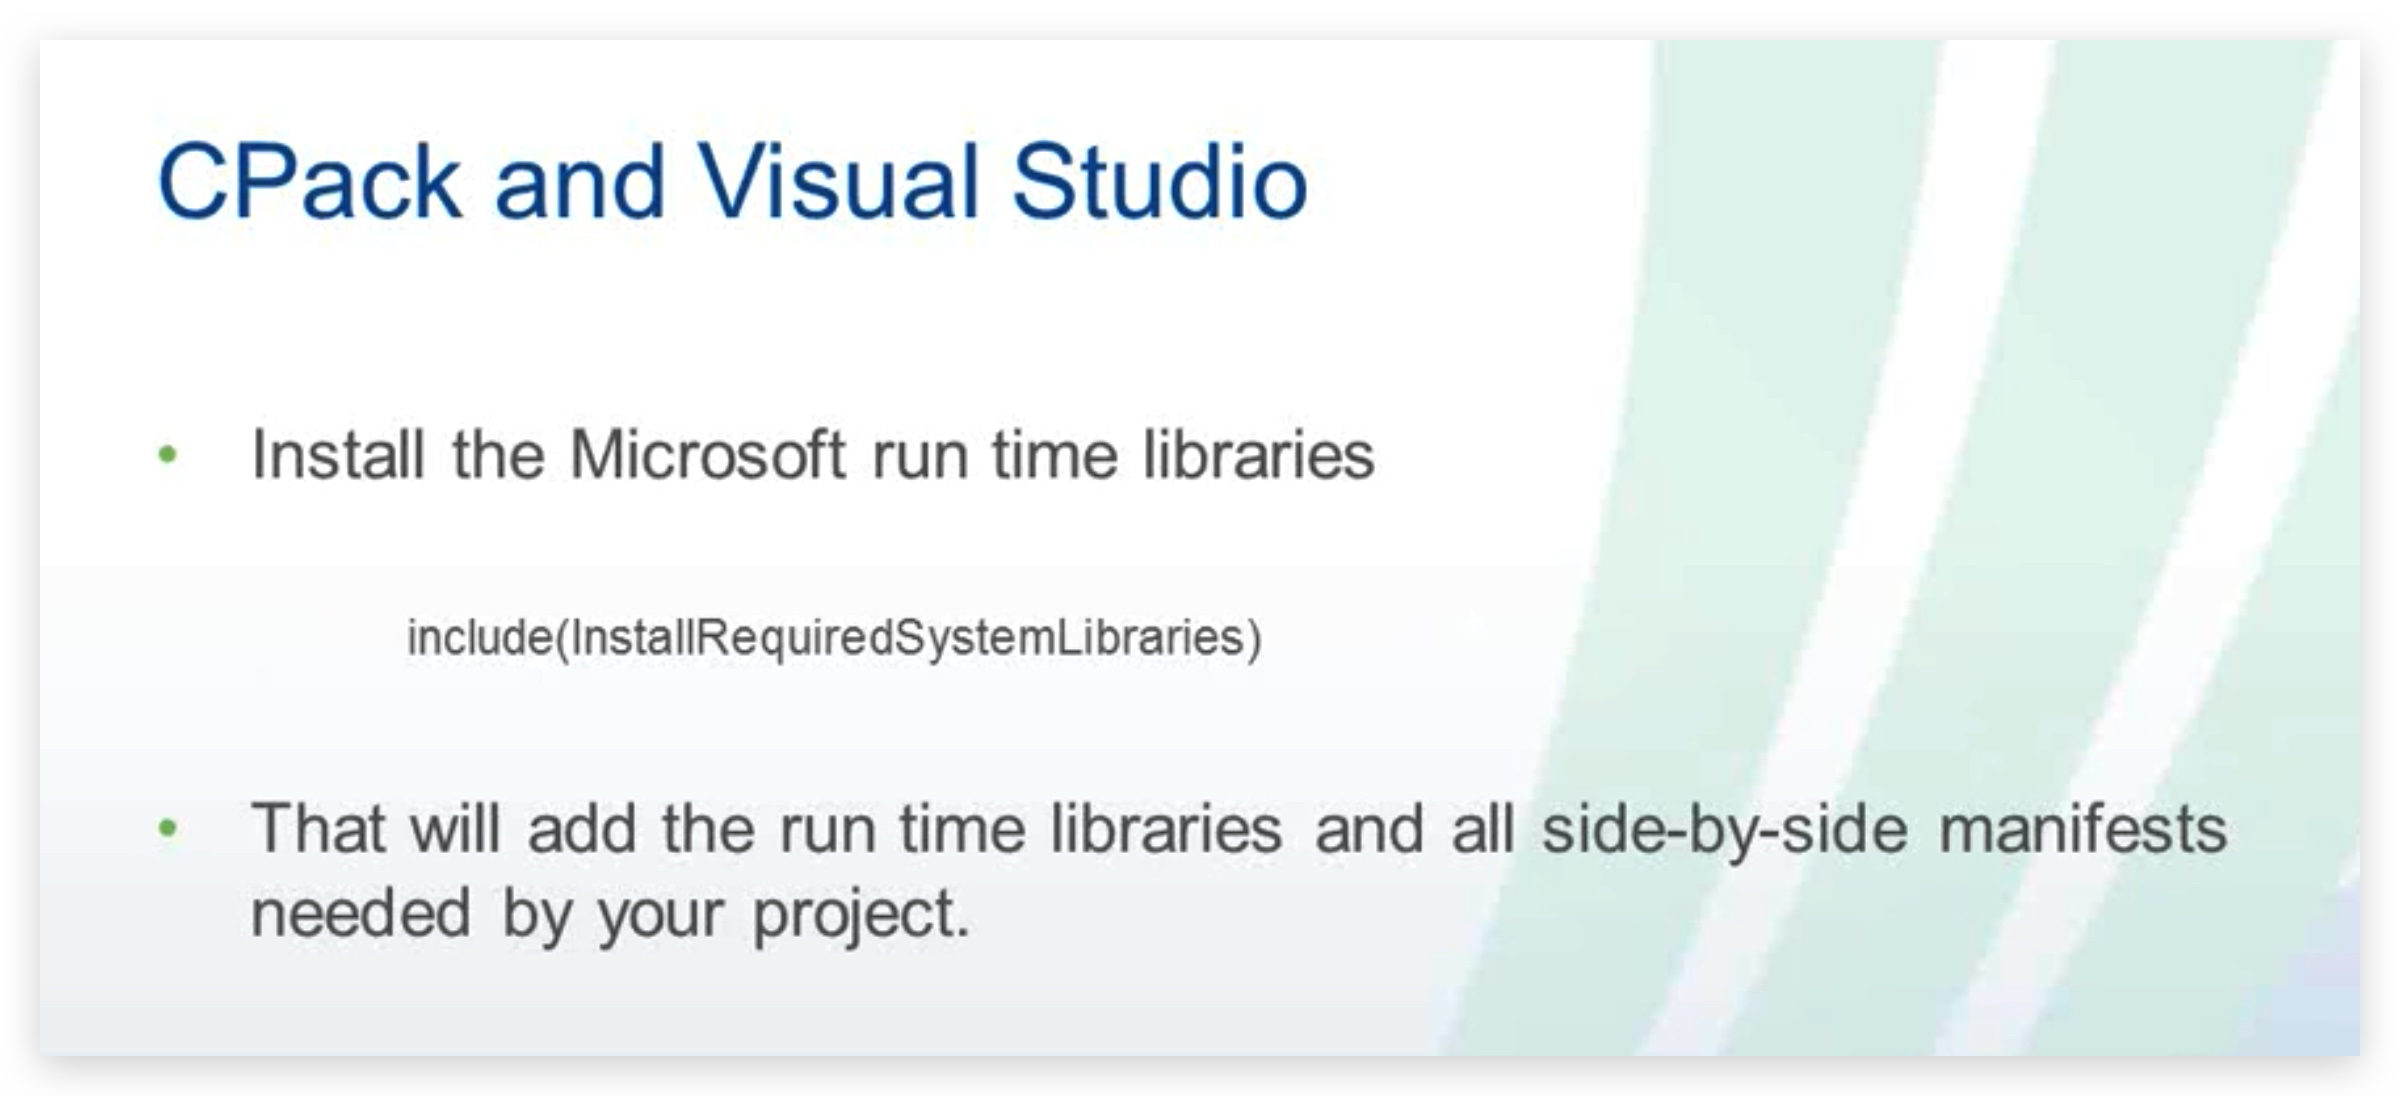 CPack and Visual Studio
• Install the Microsoft run time libraries
include(InstallRequiredSystemLibraries)
• That will add the run time libraries and all side-by-side manifests
needed by your project.